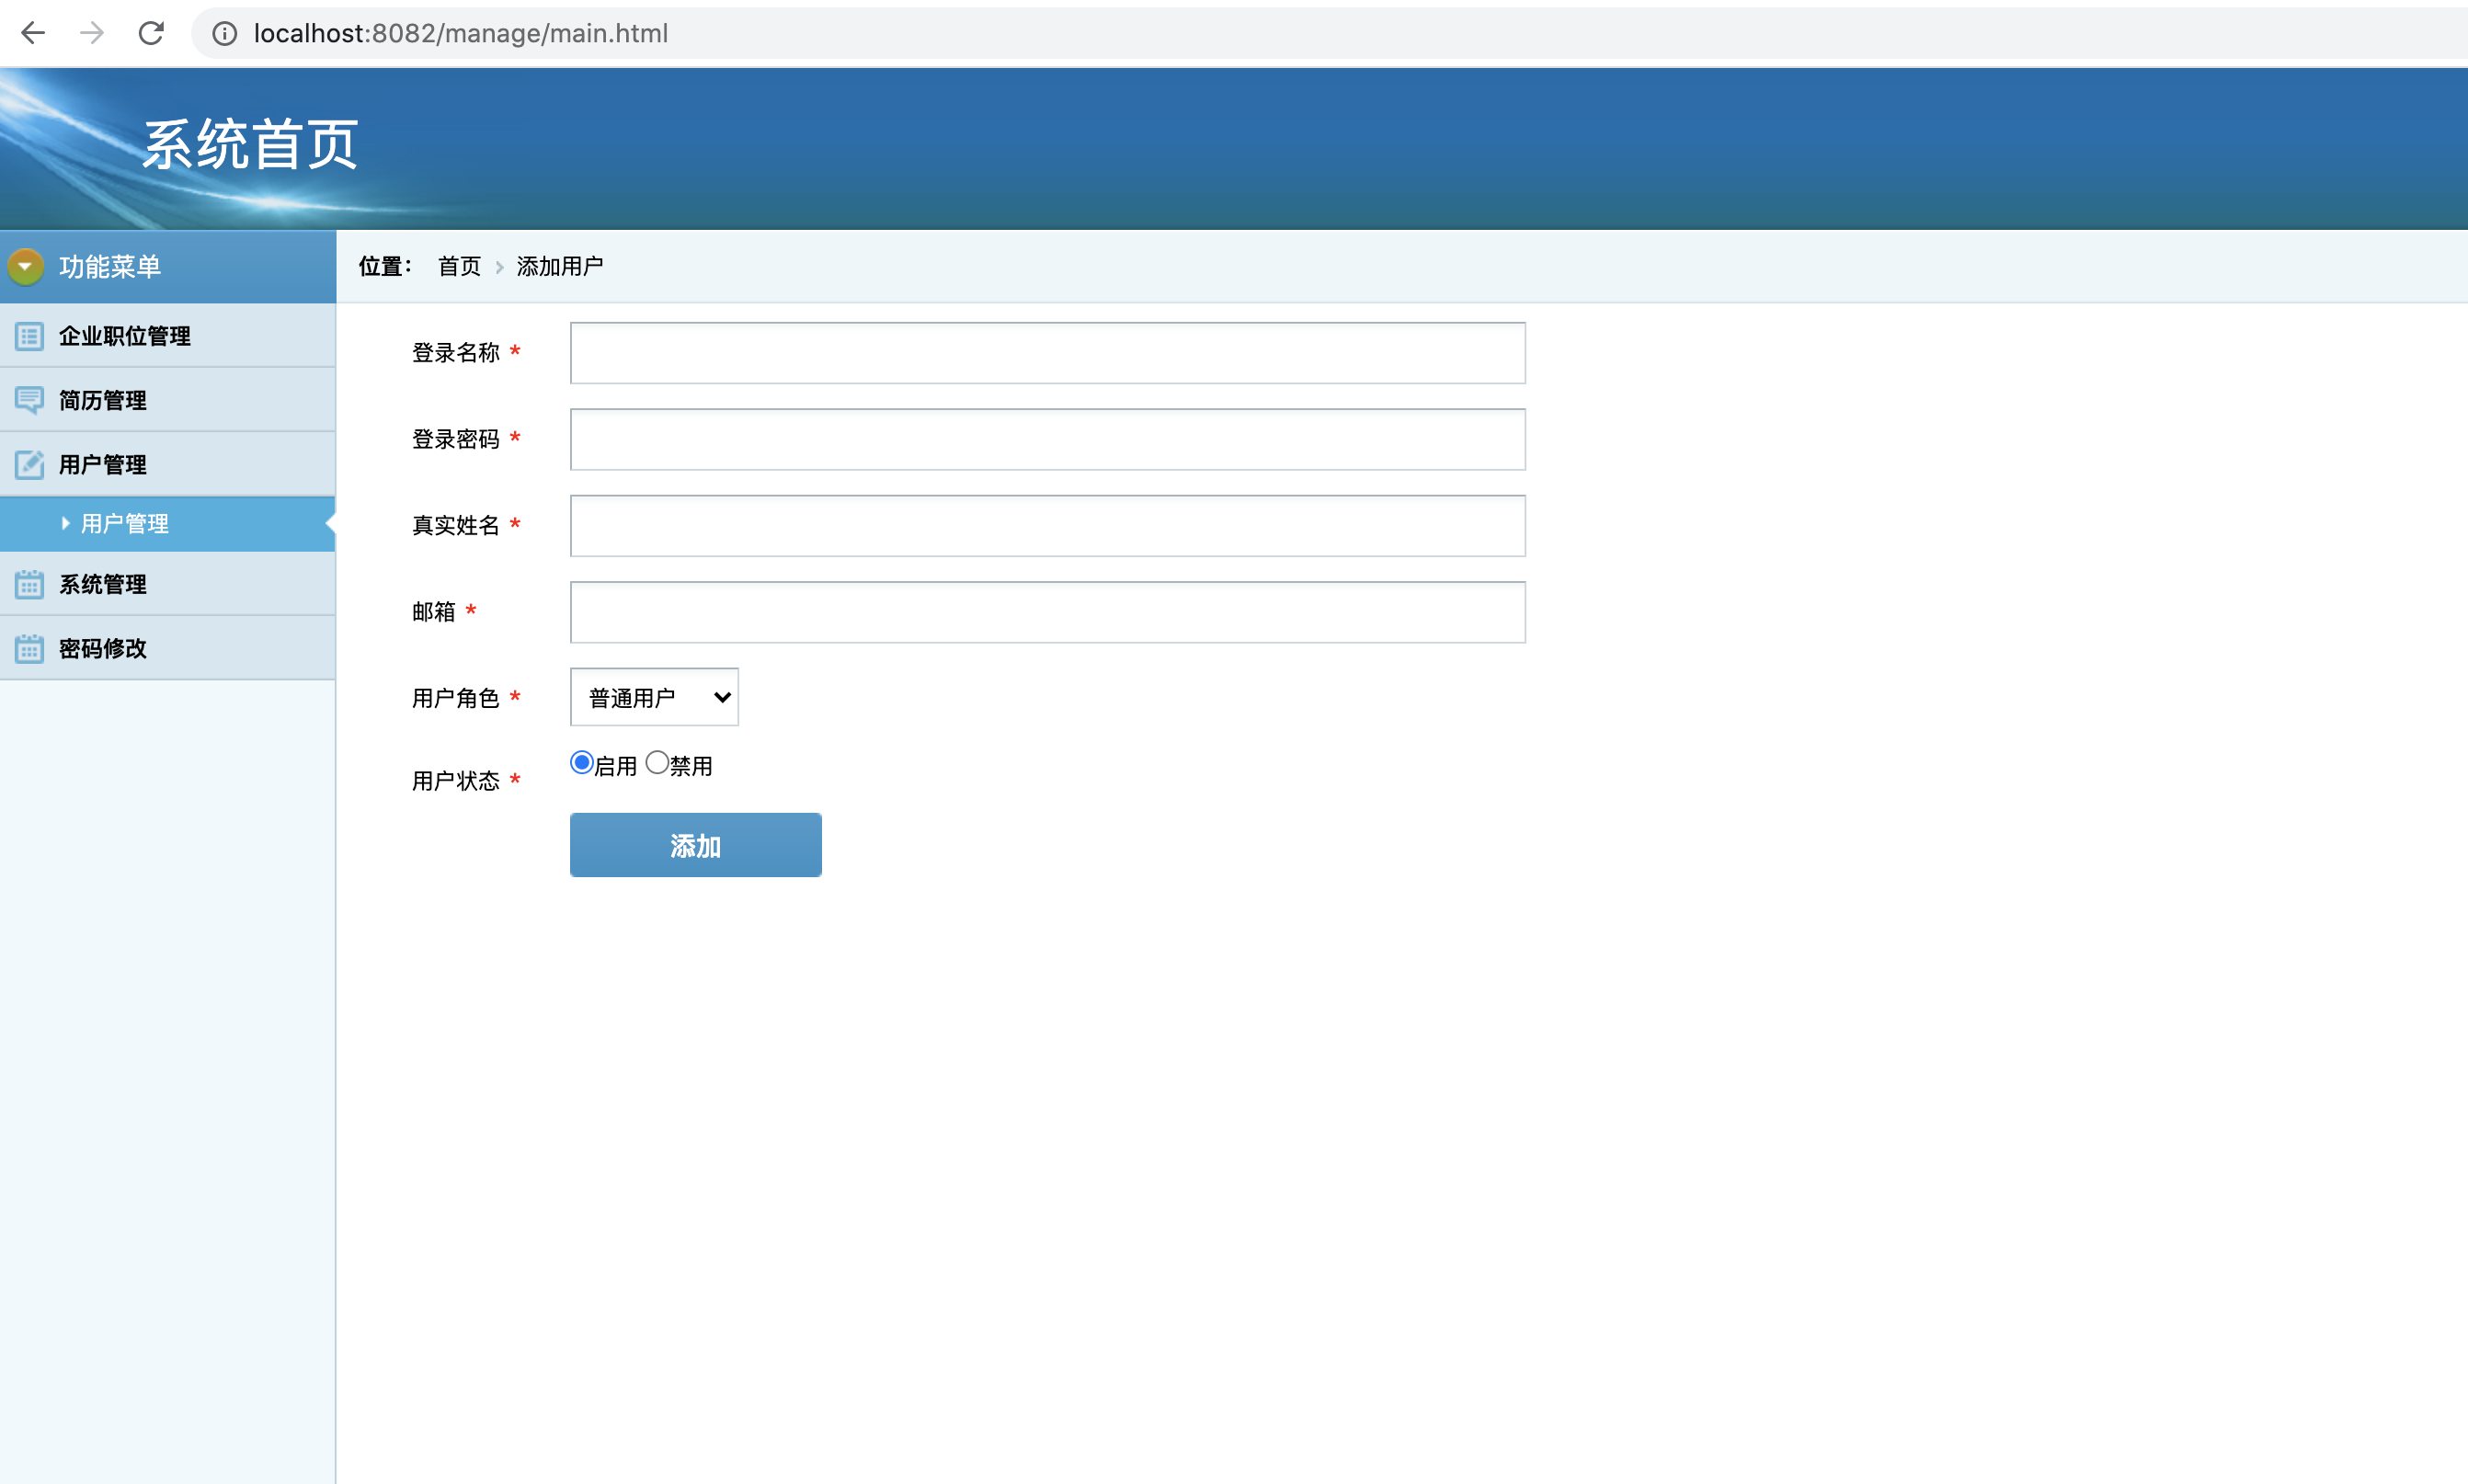 localhost:8082/manage/main.html
系统首页
功能菜单
企业职位管理
简历管理
用户管理
用户管理
系统管理
密码修改
位置： 首页 添加用户
登录名称 *
登录密码 *
真实姓名 *
邮箱 *
用户角色 * 普通用户
用户状态 * 启用 禁用
添加